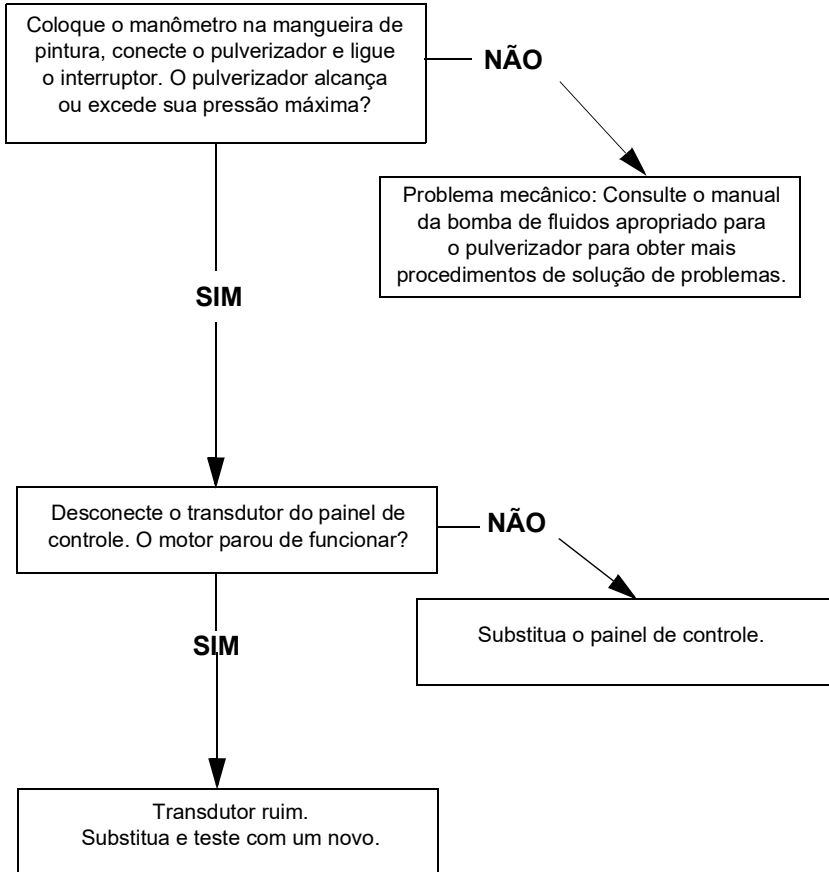 Coloque o manômetro na mangueira de
pintura, conecte o pulverizador e ligue
o interruptor. O pulverizador alcança
ou excede sua pressão máxima?
NÃO
Problema mecânico: Consulte o manual
da bomba de fluidos apropriado para
o pulverizador para obter mais
procedimentos de solução de problemas.
SIM
Desconecte o transdutor do painel de
controle. O motor parou de funcionar?
NÃO
Substitua o painel de controle.
SIM
Transdutor ruim.
Substitua e teste com um novo.